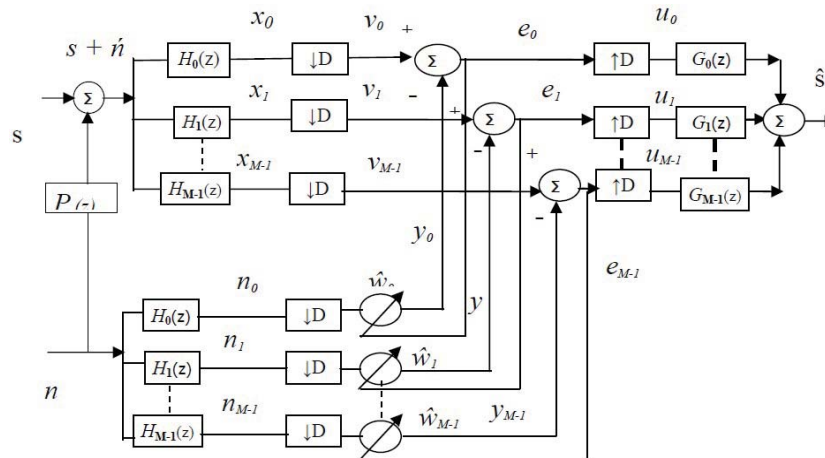 x0 v0 + e0 u0
s + ń H0(z) ↓D Σ ↑D G0(z) ŝ
Σ - Σ
x1 v1 + e1 u1
s H1(z) ↓D Σ ↑D G1(z)
xM-1 vM-1 - + uM-1
HM-1(z) ↓D Σ ↑D GM-1(z)
P
y0 - eM-1
n0 ŵ y
H0(z) ↓D
n1
H1(z) ↓D ŵ1
n nM-1
HM-1(z) ↓D ŵM-1 yM-1